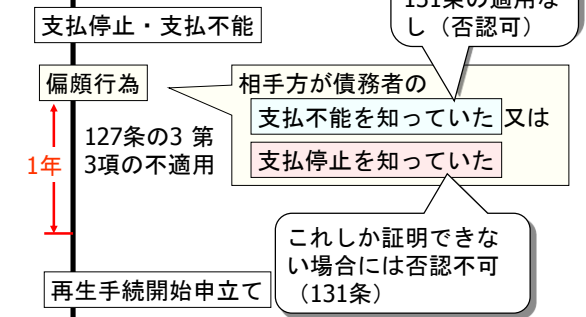 131条の適用な
し（否認可）
支払停止・支払不能
偏頗行為
相手方が債務者の
支払不能を知っていた又は
支払停止を知っていた
127条の3 第
3項の不適用
1年
これしか証明できな
い場合には否認不可
（131条）
再生手続開始申立て